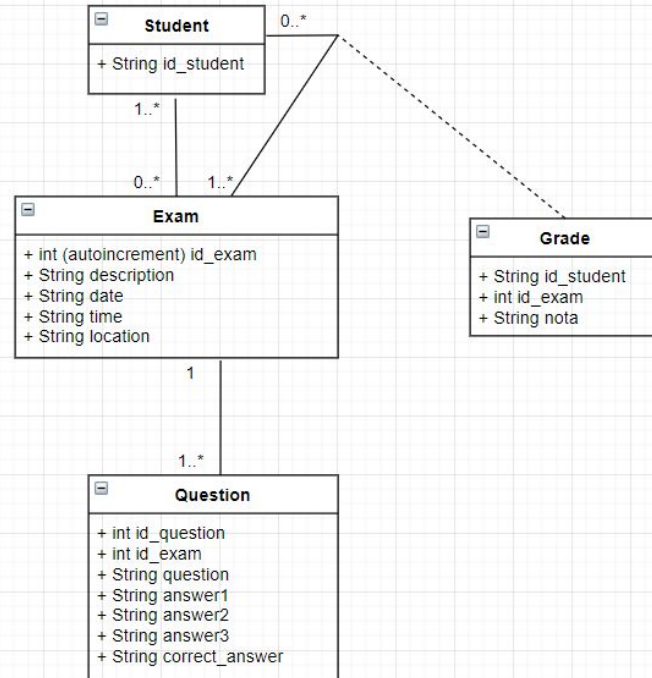 Student
0..*
+ String id_student
1..*
0..*
1..*
Exam
+ int (autoincrement) id_exam
+ String description
+ String date
+ String time
+ String location
Grade
+ String id_student
+ int id_exam
+ String nota
1
1..*
Question
+ int id_question
+ int id_exam
+ String question
+ String answer1
+ String answer2
+ String answer3
+ String correct_answer